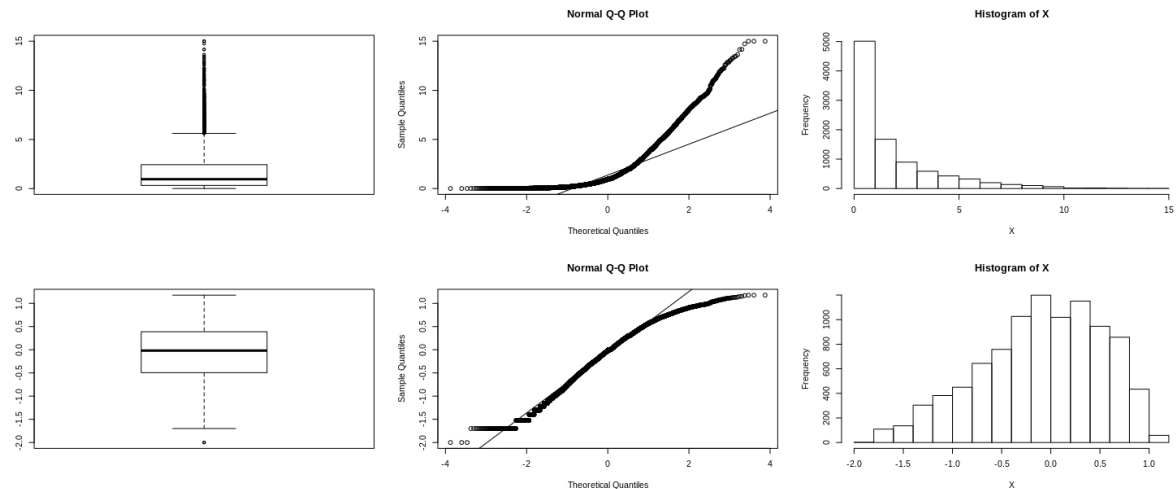 Normal Q-Q Plot
Histogram of X
0 5 10 15
Sample Quantiles
0 5 10 15
Frequency
0 1000 2000 3000 4000 5000
-4 -2 0 2 4
0 5 10 15
Theoretical Quantiles
X
Normal Q-Q Plot
Histogram of X
-2.0 -1.5 -1.0 -0.5 0.0 0.5 1.0
Sample Quantiles
-2.0 -1.5 -1.0 -0.5 0.0 0.5 1.0
Frequency
0 200 400 600 800 1000
-4 -2 0 2 4
-2.0 -1.5 -1.0 -0.5 0.0 0.5 1.0
Theoretical Quantiles
X